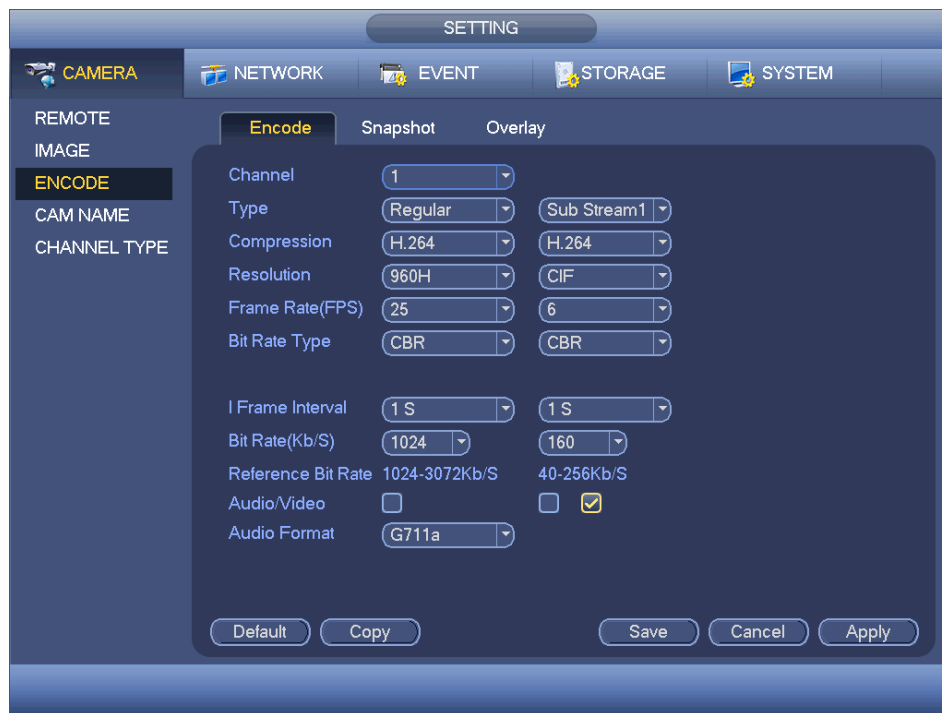 SETTING
CAMERA NETWORK EVENT STORAGE SYSTEM
REMOTE
IMAGE
ENCODE
CAM NAME
CHANNEL TYPE
Encode Snapshot Overlay
Channel 1
Type Regular Sub Stream1
Compression H.264 H.264
Resolution 960H CIF
Frame Rate(FPS) 25 6
Bit Rate Type CBR CBR
I Frame Interval 1 S 1 S
Bit Rate(Kb/S) 1024 160
Reference Bit Rate 1024-3072Kb/S 40-256Kb/S
Audio/Video
Audio Format G711a
Default Copy Save Cancel Apply